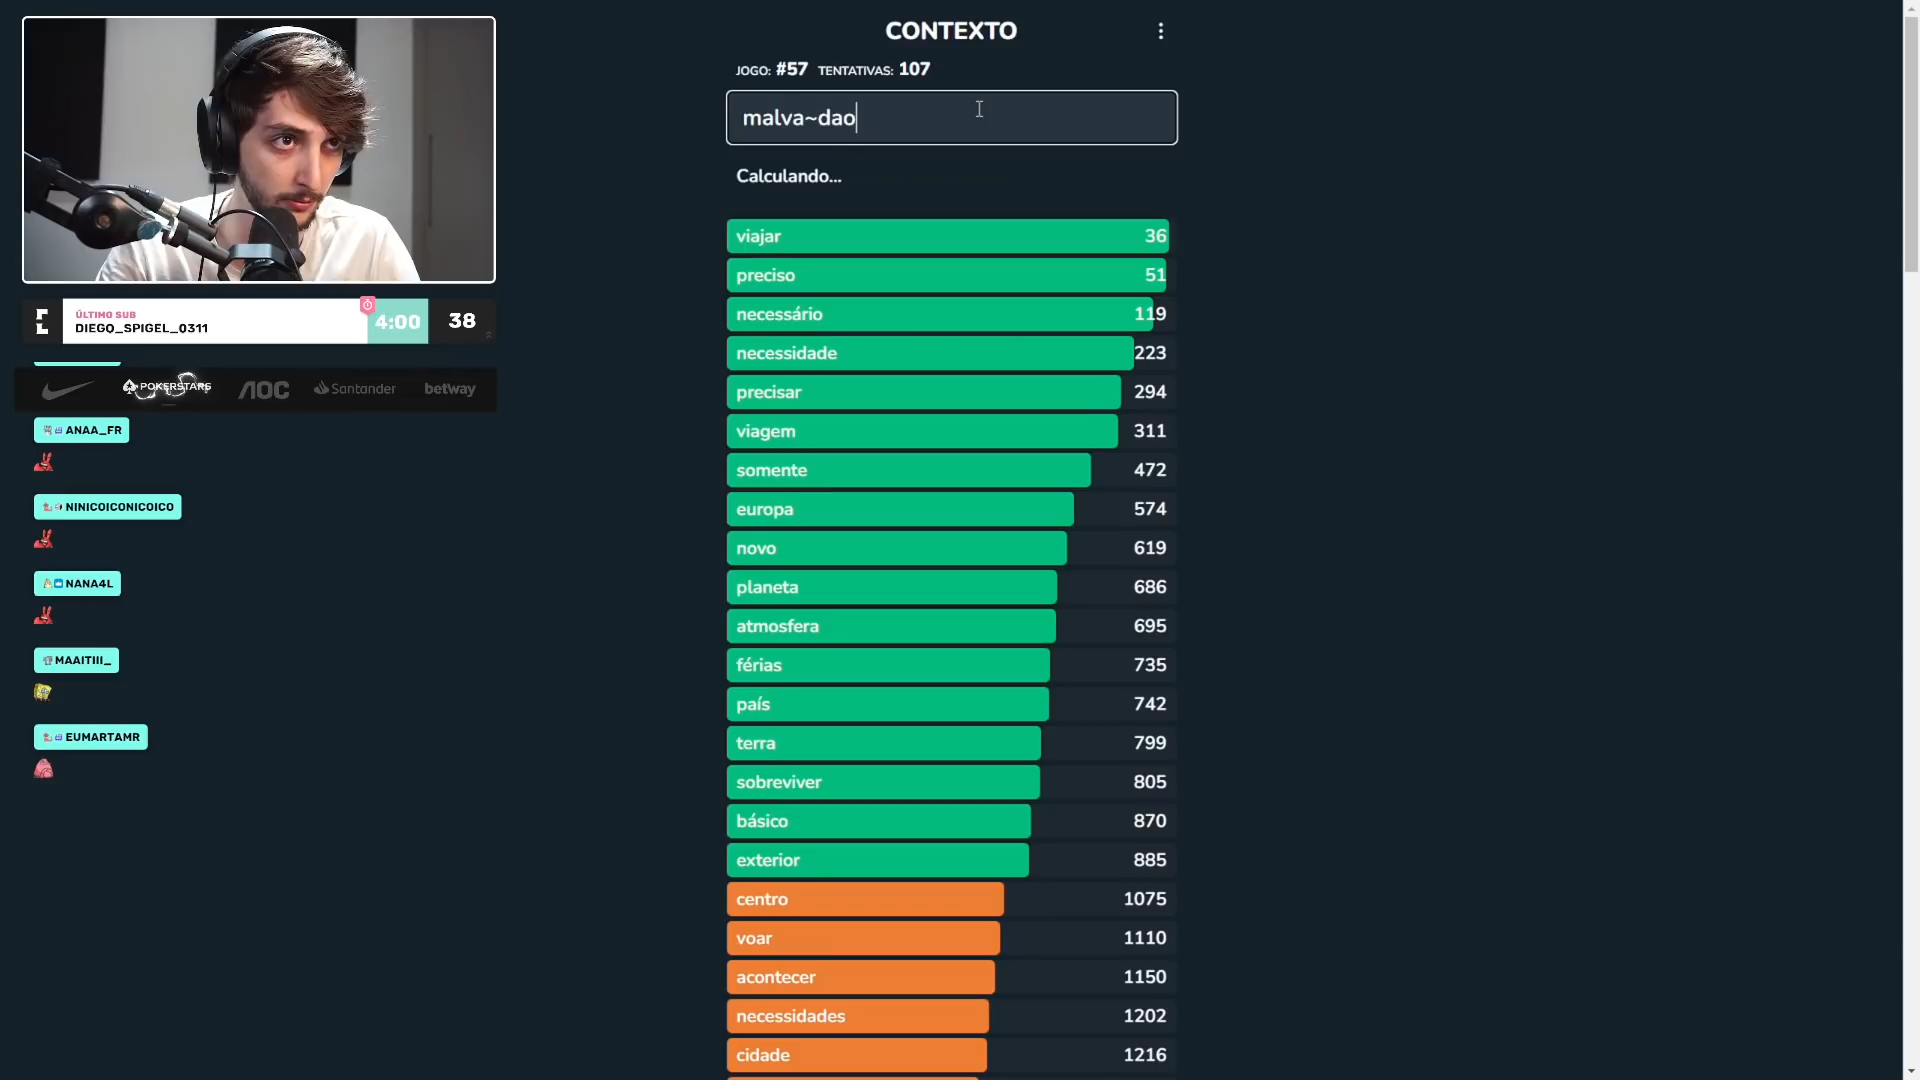 CONTEXTO
JOGO: #57 TENTATIVAS: 107
malva~dao
Calculando...
viajar 36
preciso 51
necessário 119
necessidade 223
precisar 294
viagem 311
somente 472
europa 574
novo 619
planeta 686
atmosfera 695
férias 735
país 742
terra 799
sobreviver 805
básico 870
exterior 885
centro 1075
voar 1110
acontecer 1150
necessidades 1202
cidade 1216
ÚLTIMO SUB
DIEGO_SPIGEL_0311
4:00
38
POKERSTARS AOC Santander betway
ANAA_FR
NINICOICONICOICO
NANA4L
MAAITIII_
EUMARTAMR